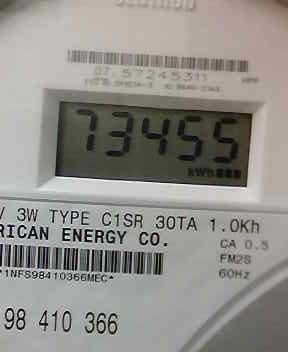 07. 57245311
73455
kWh
V 3W TYPE C1SR 30TA 1.0Kh
RICAN ENERGY CO.
CA 0.5
FM2S
60Hz
*1NFS98410366MEC*
98 410 366